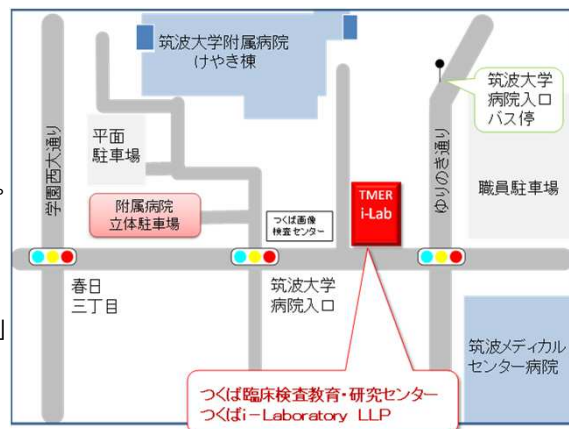 筑波大学附属病院
けやき棟
筑波大学
病院入口
バス停
学園西大通り
平面
駐車場
ゆりのき通り
職員駐車場
。
附属病院
立体駐車場
つくば画像
検査センター
TMER
i-Lab
春日
三丁目
筑波大学
病院入口
」
筑波メディカル
センター病院
つくば臨床検査教育・研究センター
つくばi-Laboratory LLP